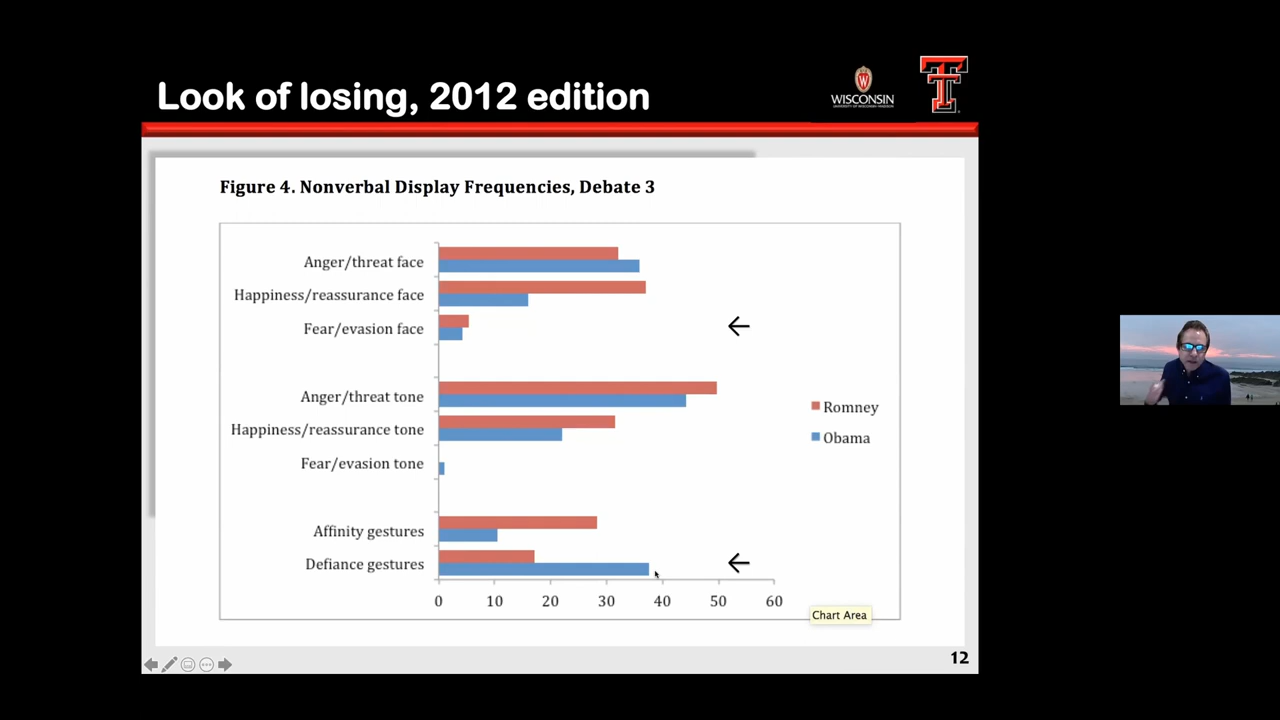 Look of losing, 2012 edition
W
WISCONSIN
T
Figure 4. Nonverbal Display Frequencies, Debate 3
Anger/threat face
Happiness/reassurance face
Fear/evasion face
Anger/threat tone
Happiness/reassurance tone
Fear/evasion tone
Affinity gestures
Defiance gestures
0 10 20 30 40 50 60
Romney
Obama
Chart Area
12